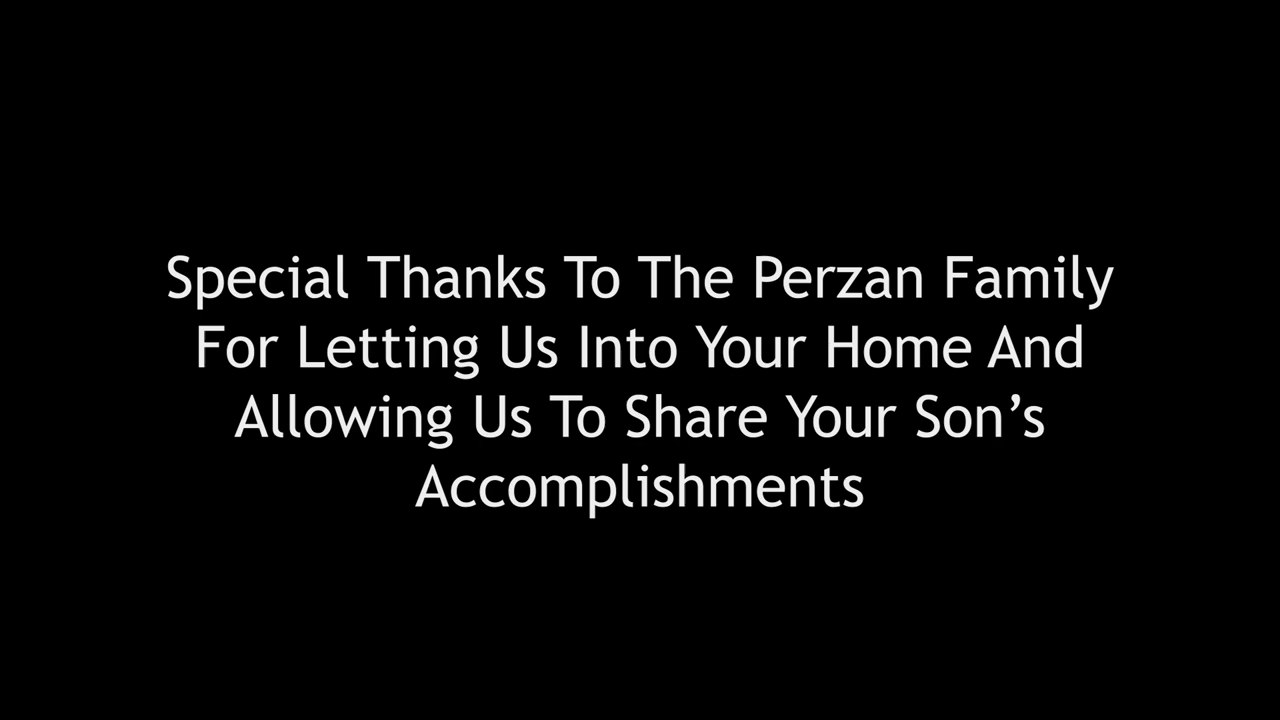 Special Thanks To The Perzan Family
For Letting Us Into Your Home And
Allowing Us To Share Your Son’s
Accomplishments